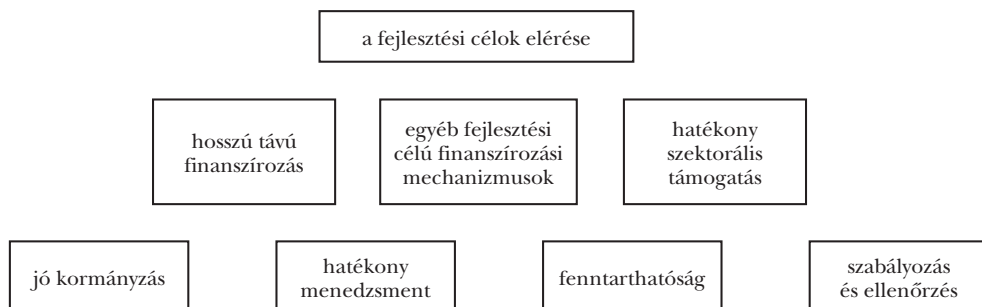 a fejlesztési célok elérése
hosszú távú
finanszírozás
egyéb fejlesztési
célú finanszírozási
mechanizmusok
hatékony
szektorális
támogatás
jó kormányzás
hatékony
menedzsment
fenntarthatóság
szabályozás
és ellenőrzés